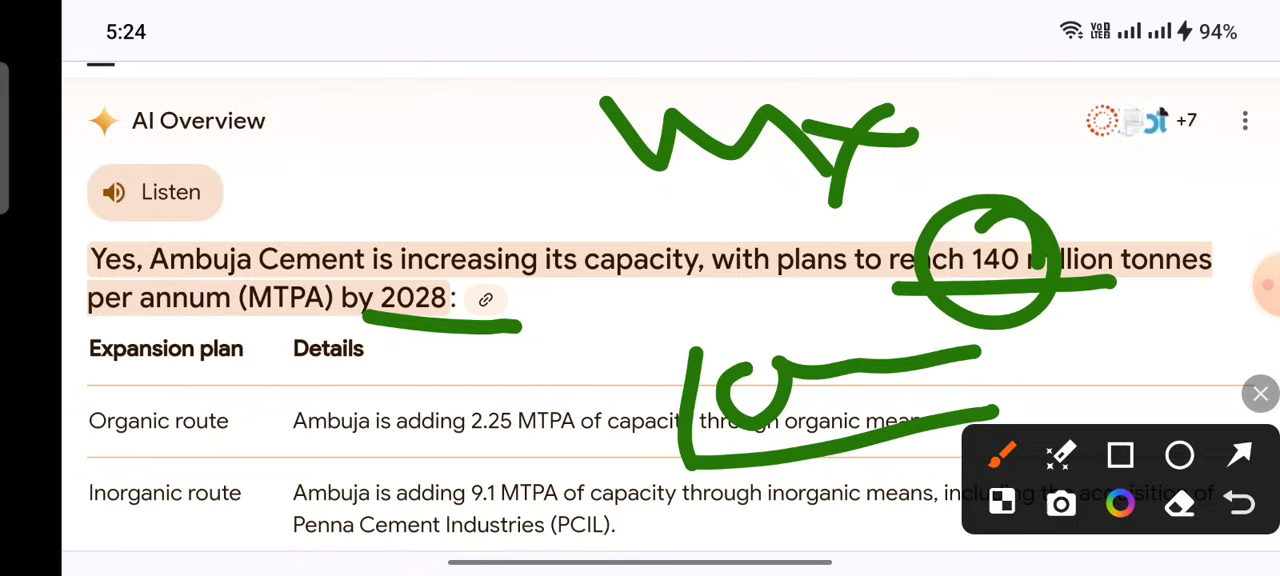 5:24
VoD LTE2 94%
AI Overview
+7
Listen
Yes, Ambuja Cement is increasing its capacity, with plans to reach 140 million tonnes
per annum (MTPA) by 2028:
Expansion plan Details
Organic route Ambuja is adding 2.25 MTPA of capacity through organic means
Inorganic route Ambuja is adding 9.1 MTPA of capacity through inorganic means, including the acquisition of
Penna Cement Industries (PCIL).